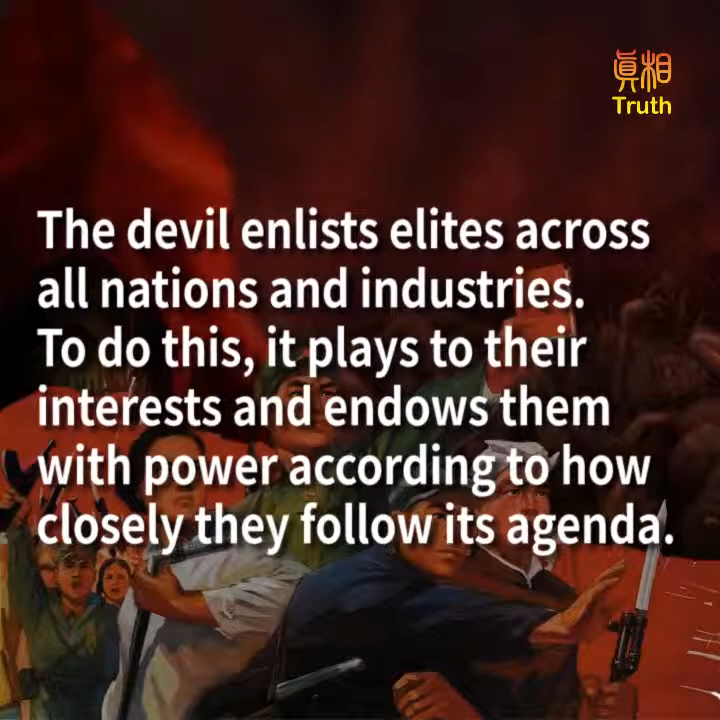 眞相
Truth
The devil enlists elites across
all nations and industries.
To do this, it plays to their
interests and endows them
with power according to how
closely they follow its agenda.